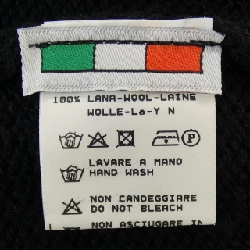 100% LANA-WOOL-LAINE
WOLLE-La-Y N
LAVARE A MANO
HAND WASH
NON CANDEGGIARE
DO NOT BLEACH
NON ASCIUGARE IN